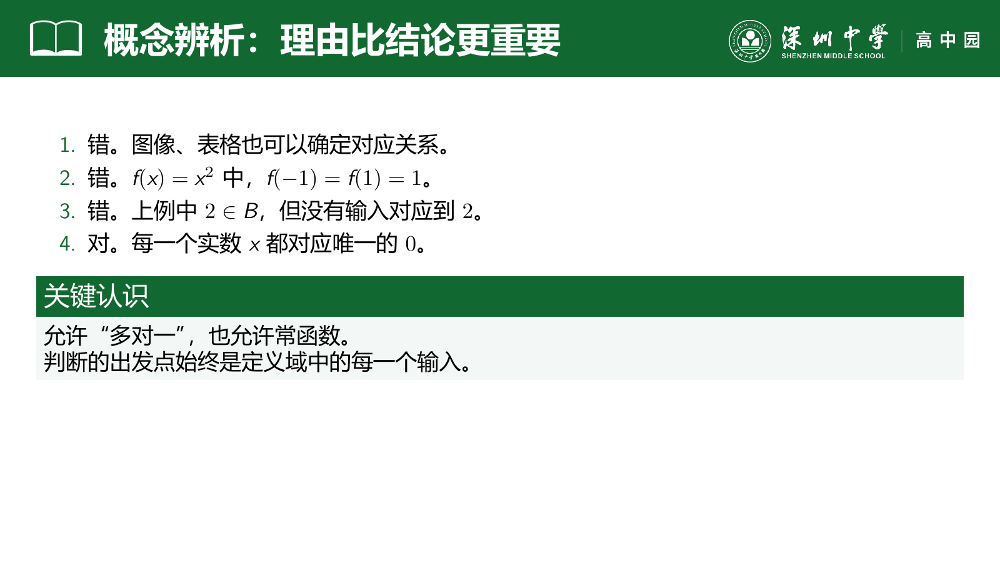 概念辨析：理由比结论更重要
深圳中学
SHENZHEN MIDDLE SCHOOL
高中园
1. 错。图像、表格也可以确定对应关系。
2. 错。f(x) = x² 中，f(−1) = f(1) = 1。
3. 错。上例中 2 ∈ B，但没有输入对应到 2。
4. 对。每一个实数 x 都对应唯一的 0。
关键认识
允许“多对一”，也允许常函数。
判断的出发点始终是定义域中的每一个输入。